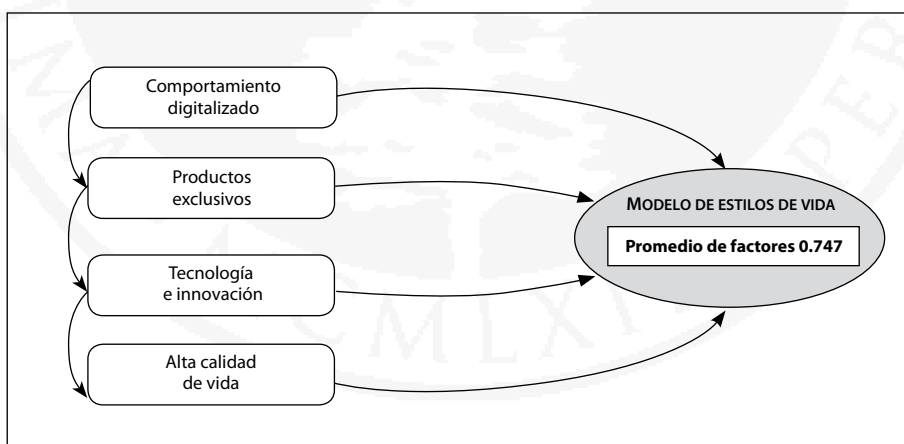 Comportamiento
digitalizado
Productos
exclusivos
MODELO DE ESTILOS DE VIDA
Promedio de factores 0.747
Tecnología
e innovación
Alta calidad
de vida